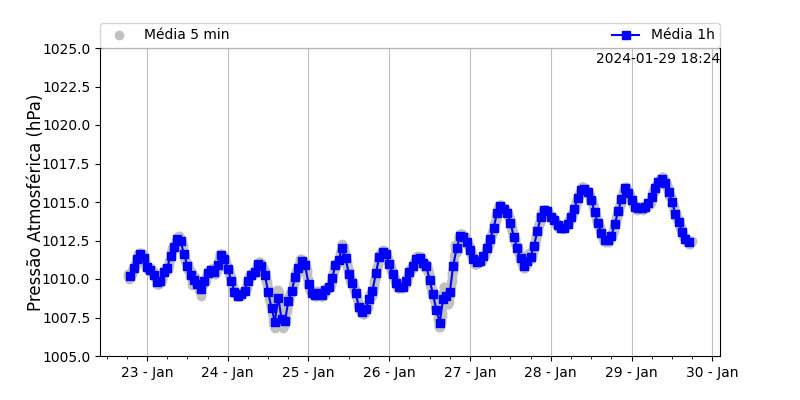 Média 5 min
Média 1h
2024-01-29 18:24
Pressão Atmosférica (hPa)
1025.0
1022.5
1020.0
1017.5
1015.0
1012.5
1010.0
1007.5
1005.0
23 - Jan
24 - Jan
25 - Jan
26 - Jan
27 - Jan
28 - Jan
29 - Jan
30 - Jan